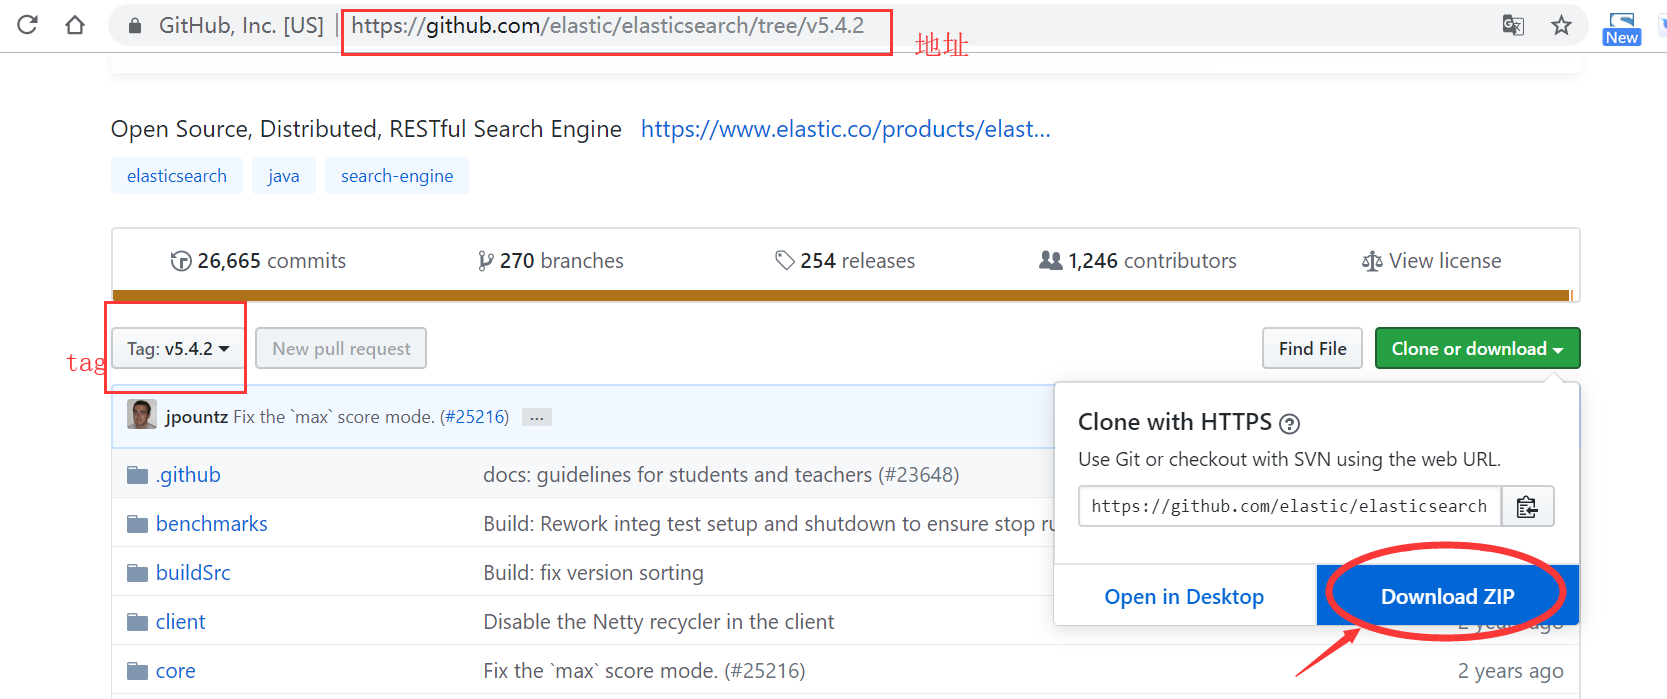 GitHub, Inc. [US] | https://github.com/elastic/elasticsearch/tree/v5.4.2
地址
New
Open Source, Distributed, RESTful Search Engine https://www.elastic.co/products/elast...
elasticsearch java search-engine
26,665 commits 270 branches 254 releases 1,246 contributors View license
tag
Tag: v5.4.2 New pull request Find File Clone or download
jpountz Fix the `max` score mode. (#25216) ...
Clone with HTTPS ?
Use Git or checkout with SVN using the web URL.
https://github.com/elastic/elasticsearch
Open in Desktop Download ZIP
.github docs: guidelines for students and teachers (#23648)
benchmarks Build: Rework integ test setup and shutdown to ensure stop
buildSrc Build: fix version sorting
client Disable the Netty recycler in the client 2 years ago
core Fix the `max` score mode. (#25216) 2 years ago